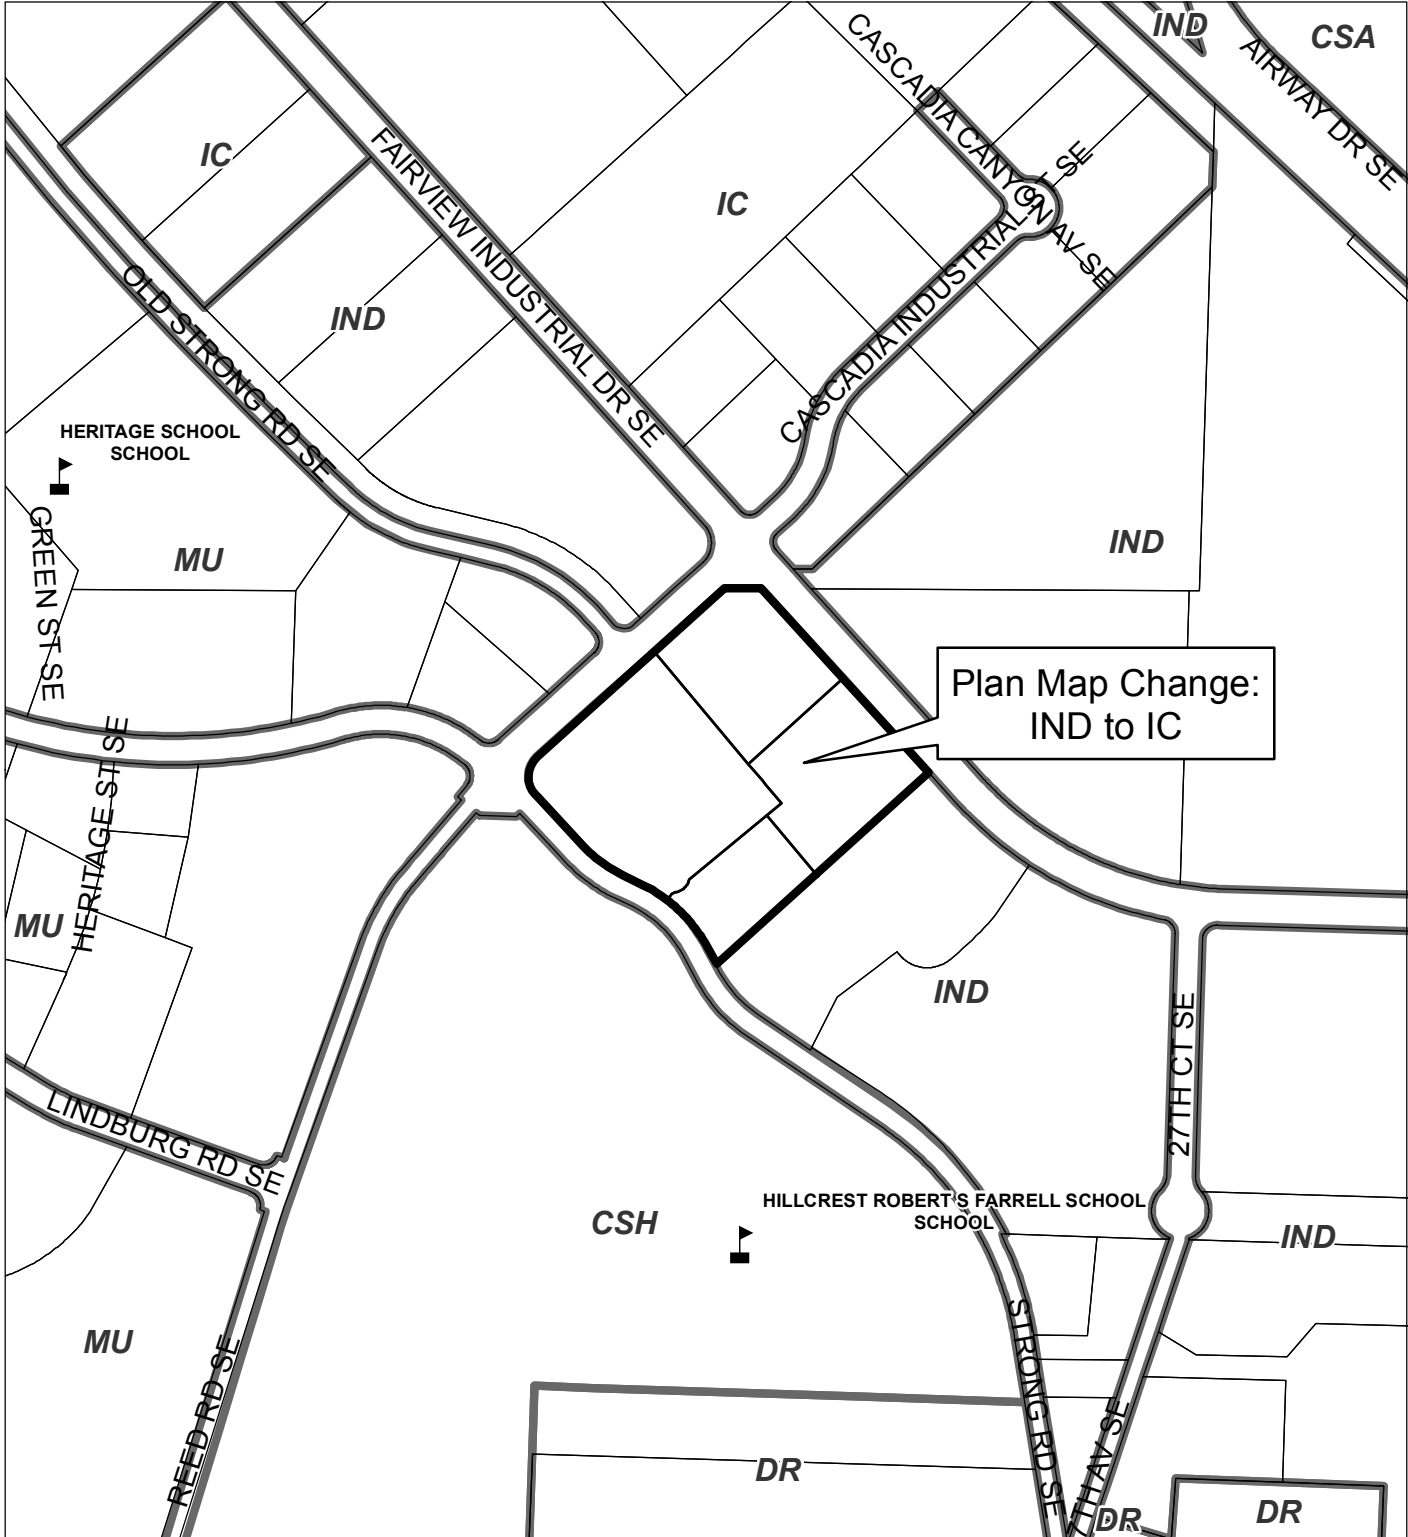 IND
CSA
CASCADIA CANYON AV SE
AIRWAY DR SE
IC
FAIRVIEW INDUSTRIAL DR SE
IC
CASCADIA INDUSTRIAL ST SE
OLD STRONG RD SE
IND
HERITAGE SCHOOL
SCHOOL
GREEN ST SE
MU
IND
Plan Map Change:
IND to IC
HERITAGE ST SE
MU
IND
27TH CT SE
LINDBURG RD SE
HILLCREST ROBERT S FARRELL SCHOOL
SCHOOL
CSH
IND
MU
STRONG RD SE
REED RD SE
DR
7TH AV SE
DR
DR